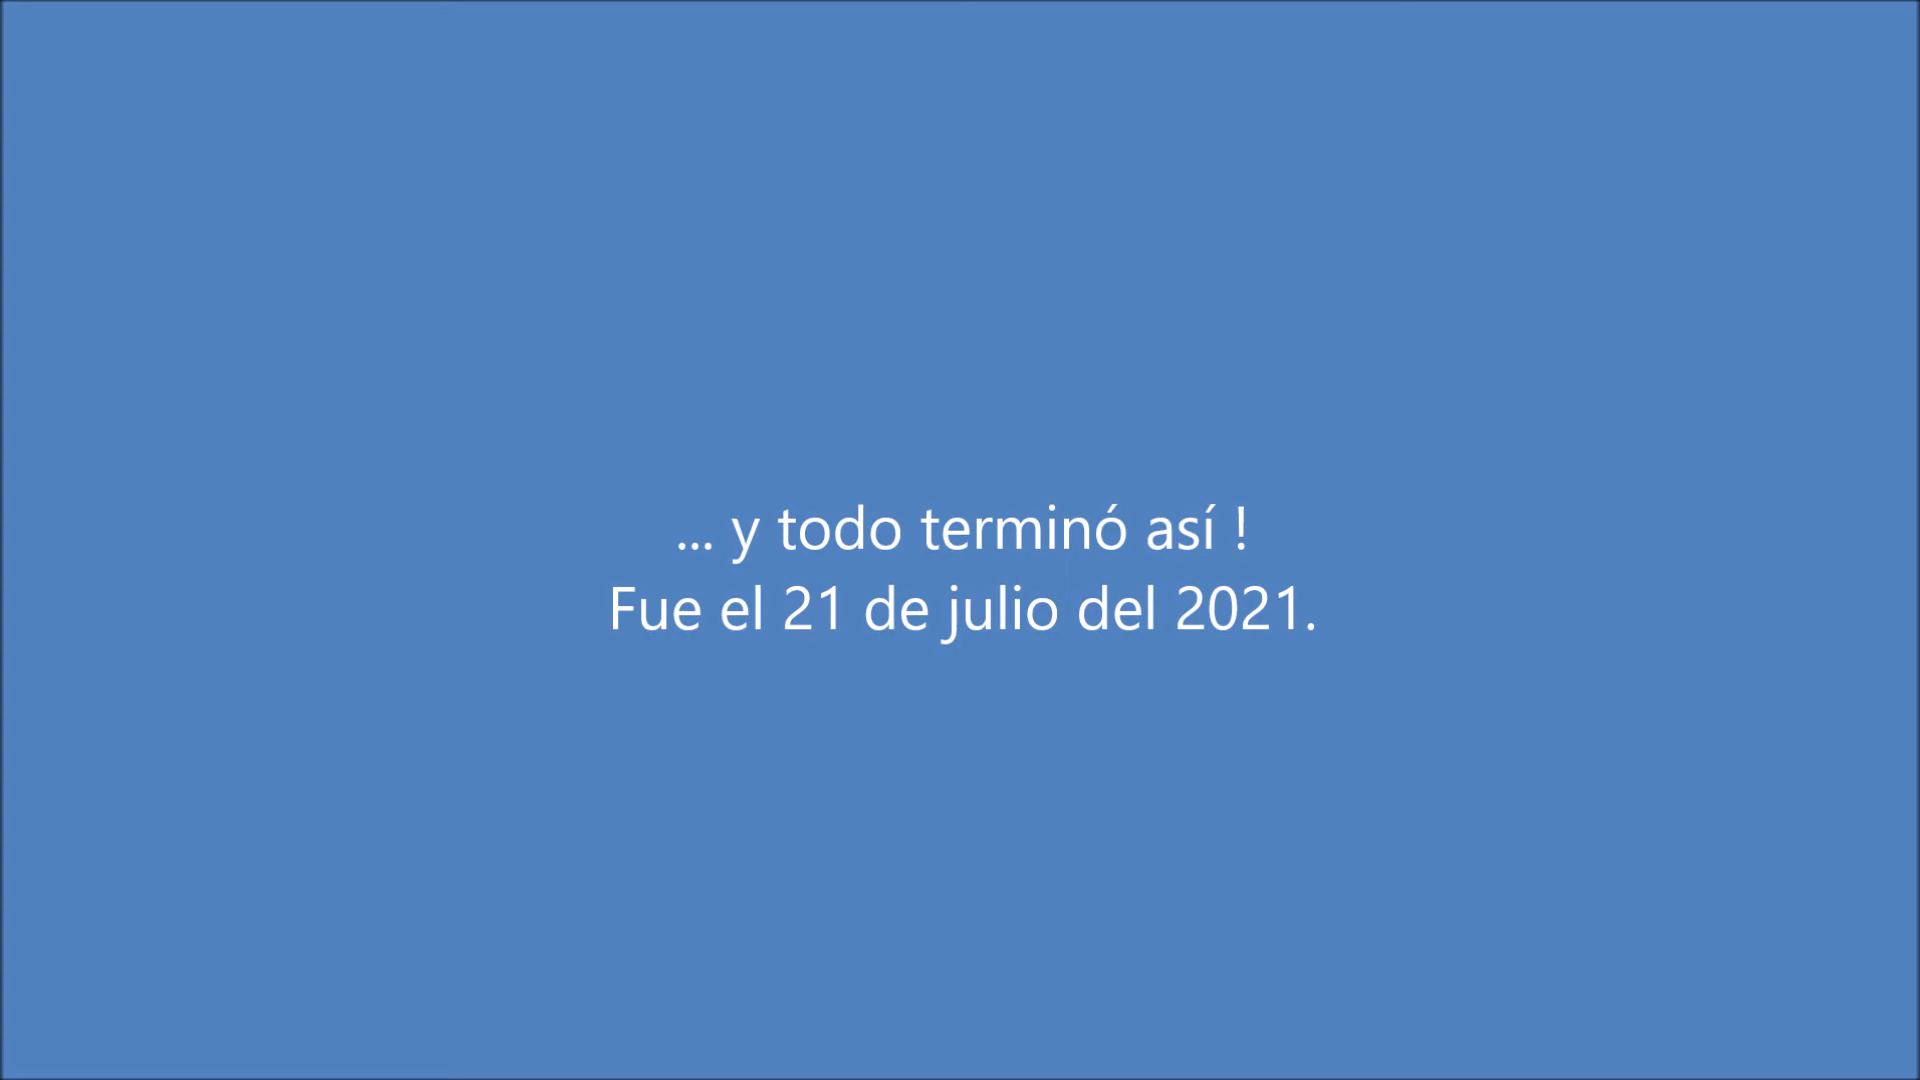 ... y todo terminó así !
Fue el 21 de julio del 2021.